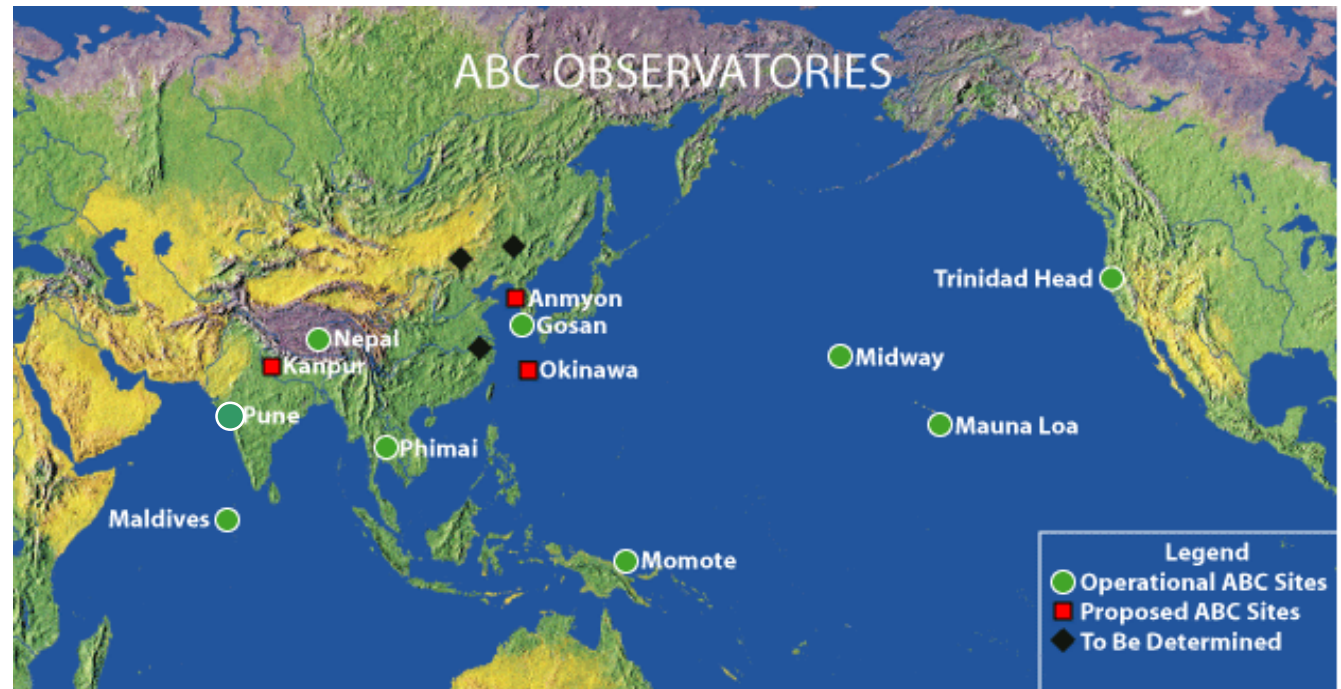 ABC OBSERVATORIES
Trinidad Head
Anmyon
Gosan
Nepal
Midway
Kanpur
Okinawa
Pune
Mauna Loa
Phimai
Maldives
Momote
Legend
Operational ABC Sites
Proposed ABC Sites
To Be Determined